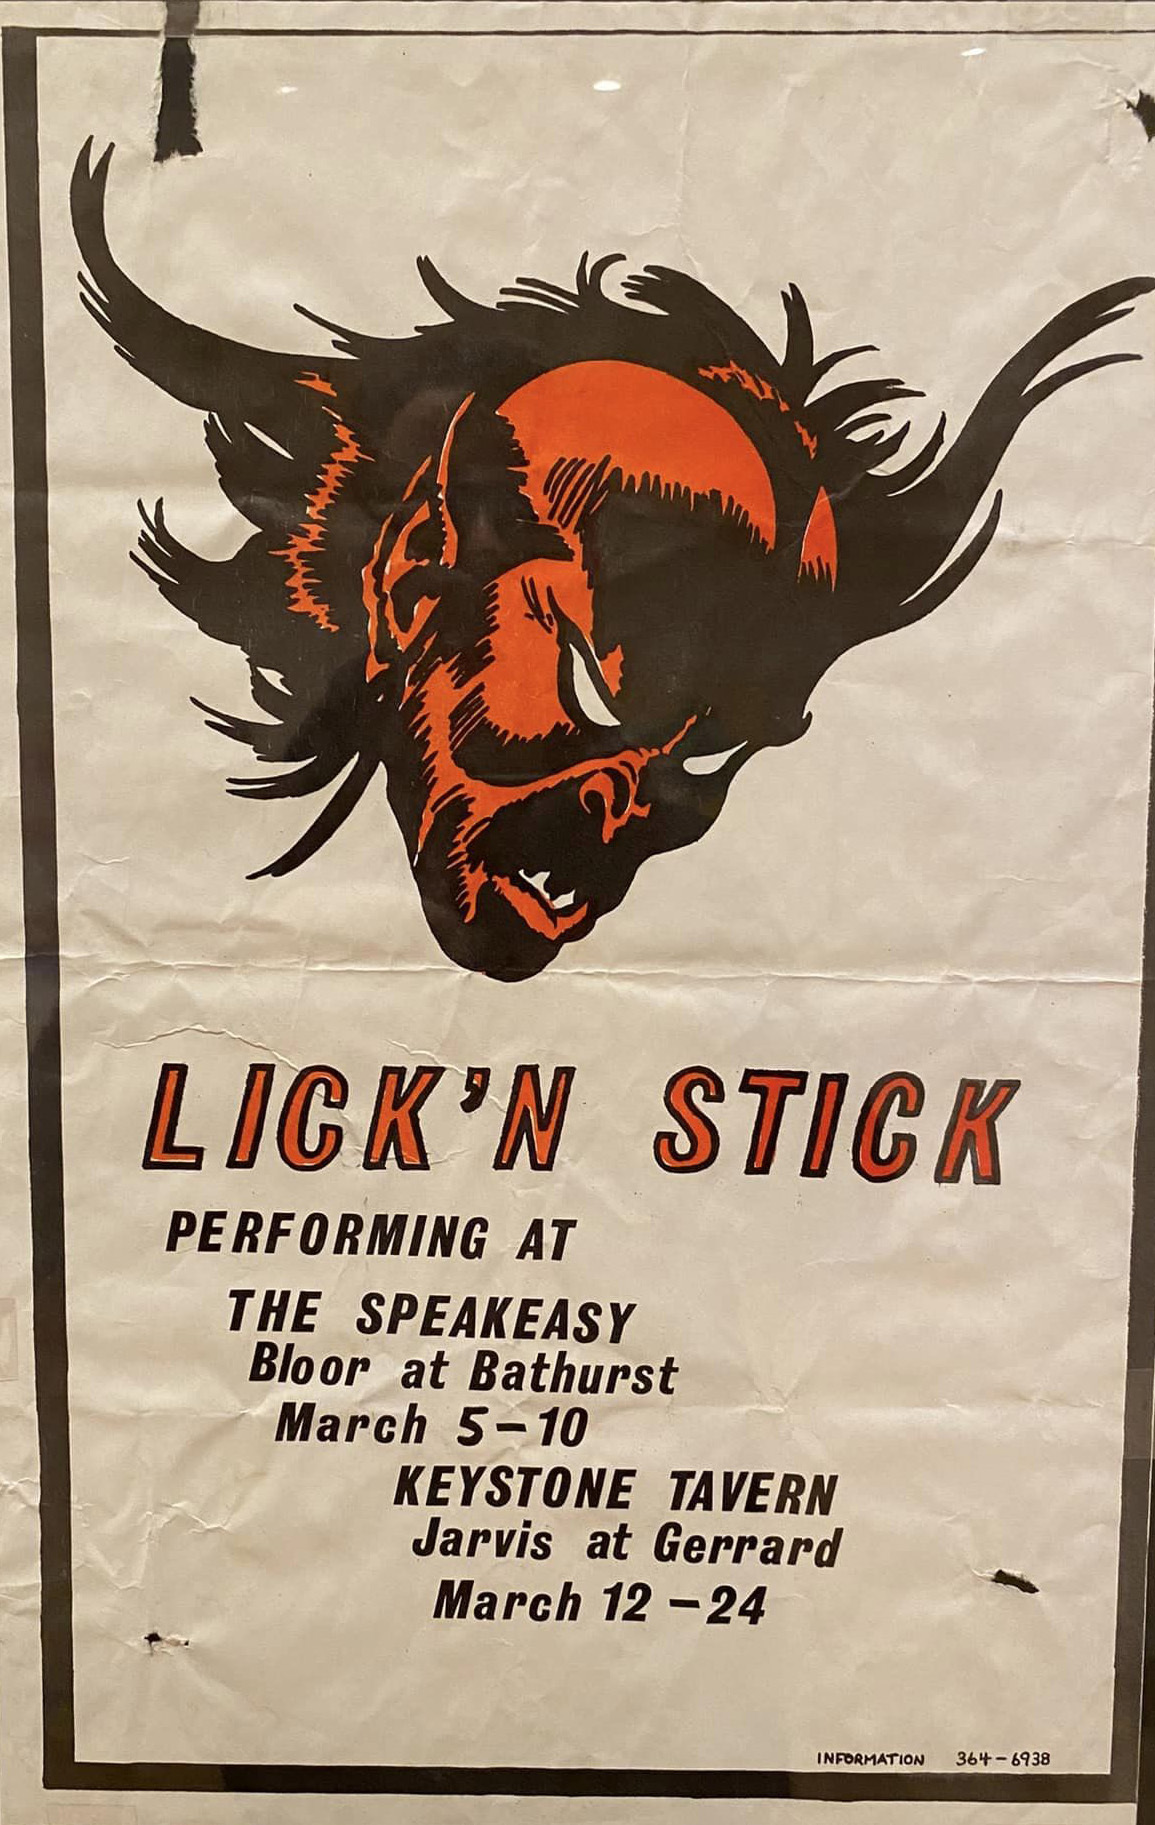 LICK'N STICK
PERFORMING AT
THE SPEAKEASY
Bloor at Bathurst
March 5-10
KEYSTONE TAVERN
Jarvis at Gerrard
March 12-24
INFORMATION 364-6938